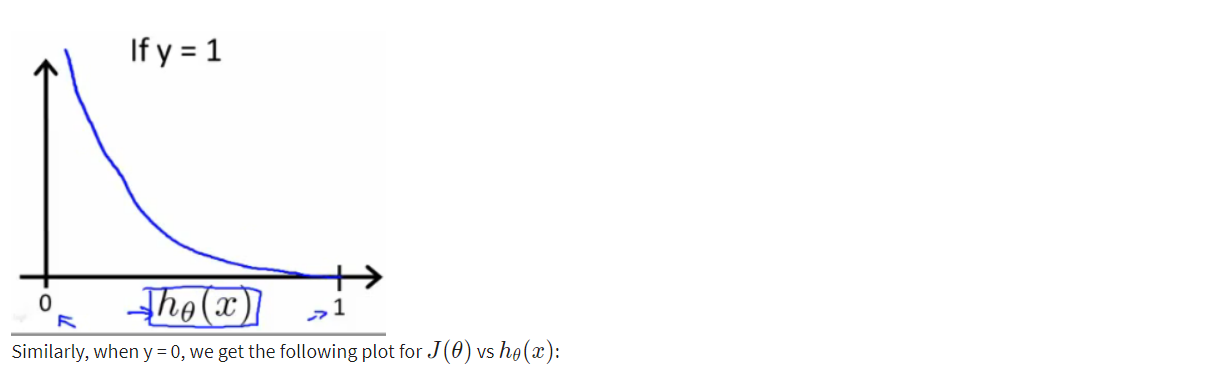 If y = 1
0 hθ(x) 1
Similarly, when y = 0, we get the following plot for J(θ) vs hθ(x):